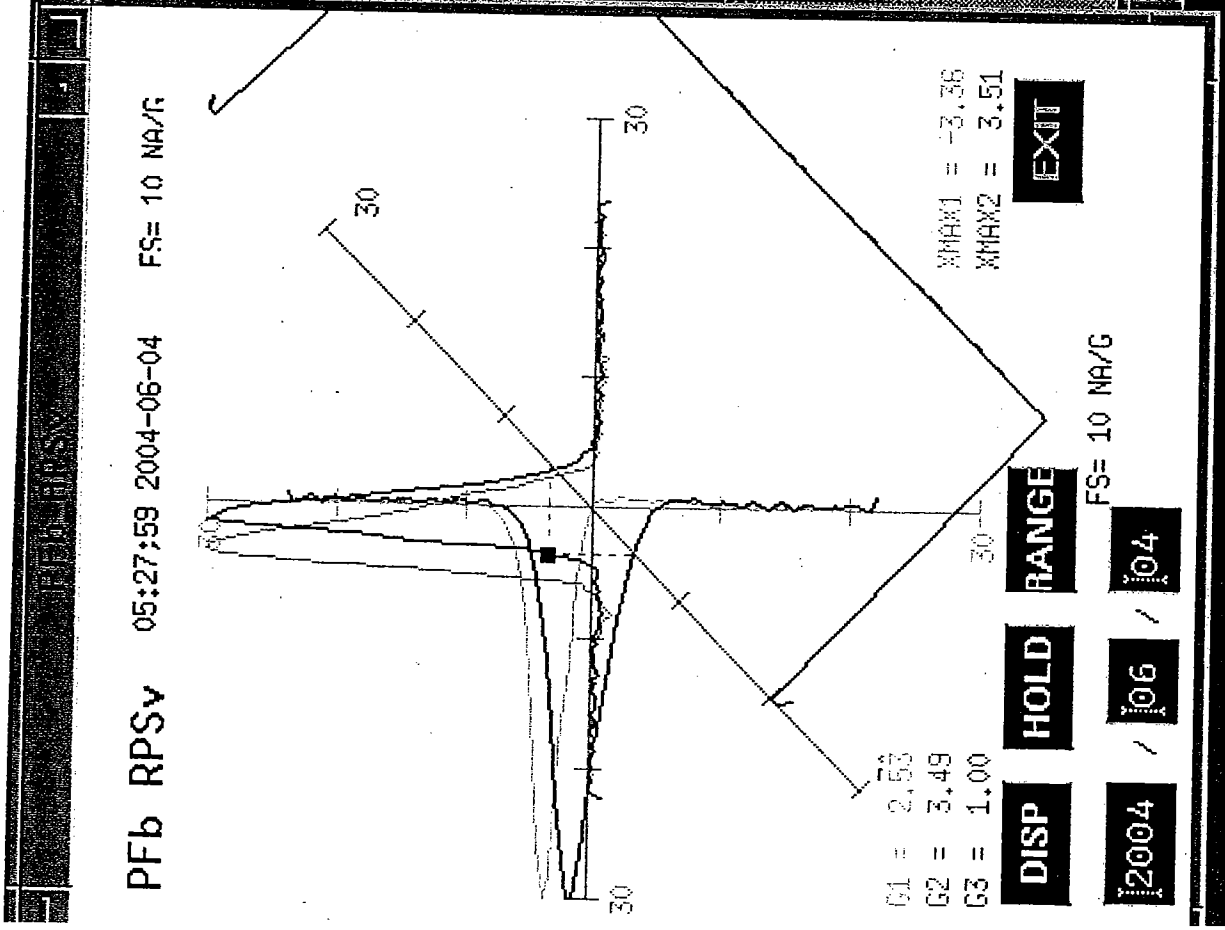 PFb RPSv 05:27:59 2004-06-04 FS= 10 NA/G
30
30
30
30
30
G1 = 2.53
G2 = 3.49
G3 = 1.00
XMAX1 = -3.38
XMAX2 = 3.51
DISP HOLD RANGE EXIT
FS= 10 NA/G
2004 / 06 / 04